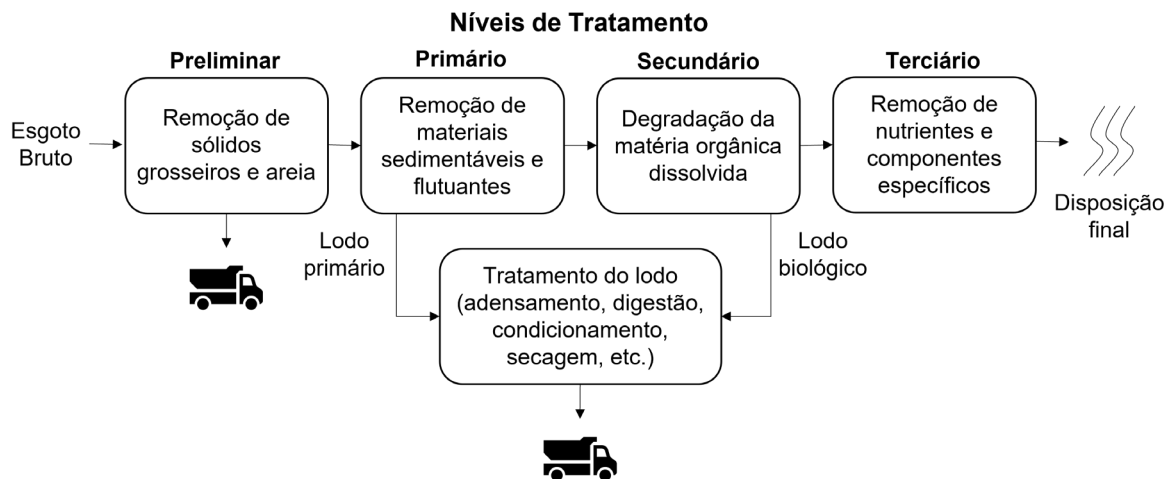 Níveis de Tratamento
Preliminar
Primário
Secundário
Terciário
Esgoto
Bruto
Remoção de
sólidos
grosseiros e areia
Remoção de
materiais
sedimentáveis e
flutuantes
Degradação da
matéria orgânica
dissolvida
Remoção de
nutrientes e
componentes
específicos
Disposição
final
Lodo
primário
Lodo
biológico
Tratamento do lodo
(adensamento, digestão,
condicionamento,
secagem, etc.)